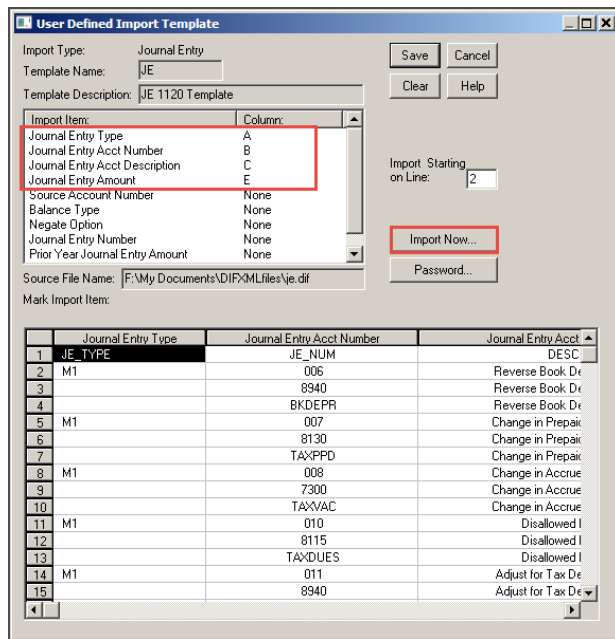 User Defined Import Template
Import Type: Journal Entry
Template Name: JE
Template Description: JE 1120 Template
Save Cancel
Clear Help
Import Item: Column:
Journal Entry Type A
Journal Entry Acct Number B
Journal Entry Acct Description C
Journal Entry Amount E
Source Account Number None
Balance Type None
Negate Option None
Journal Entry Number None
Prior Year Journal Entry Amount None
Import Starting
on Line: 2
Import Now...
Password...
Source File Name: F:\My Documents\DIFXMLfiles\je.dif
Mark Import Item:
Journal Entry Type Journal Entry Acct Number Journal Entry Acct
1 JE_TYPE JE_NUM DESC
2 M1 006 Reverse Book De
3 8940 Reverse Book De
4 BKDEPR Reverse Book De
5 M1 007 Change in Prepaid
6 8130 Change in Prepaid
7 TAXPPD Change in Prepaid
8 M1 008 Change in Accrue
9 7300 Change in Accrue
10 TAXVAC Change in Accrue
11 M1 010 Disallowed
12 8115 Disallowed
13 TAXDUES Disallowed
14 M1 011 Adjust for Tax De
15 8940 Adjust for Tax De